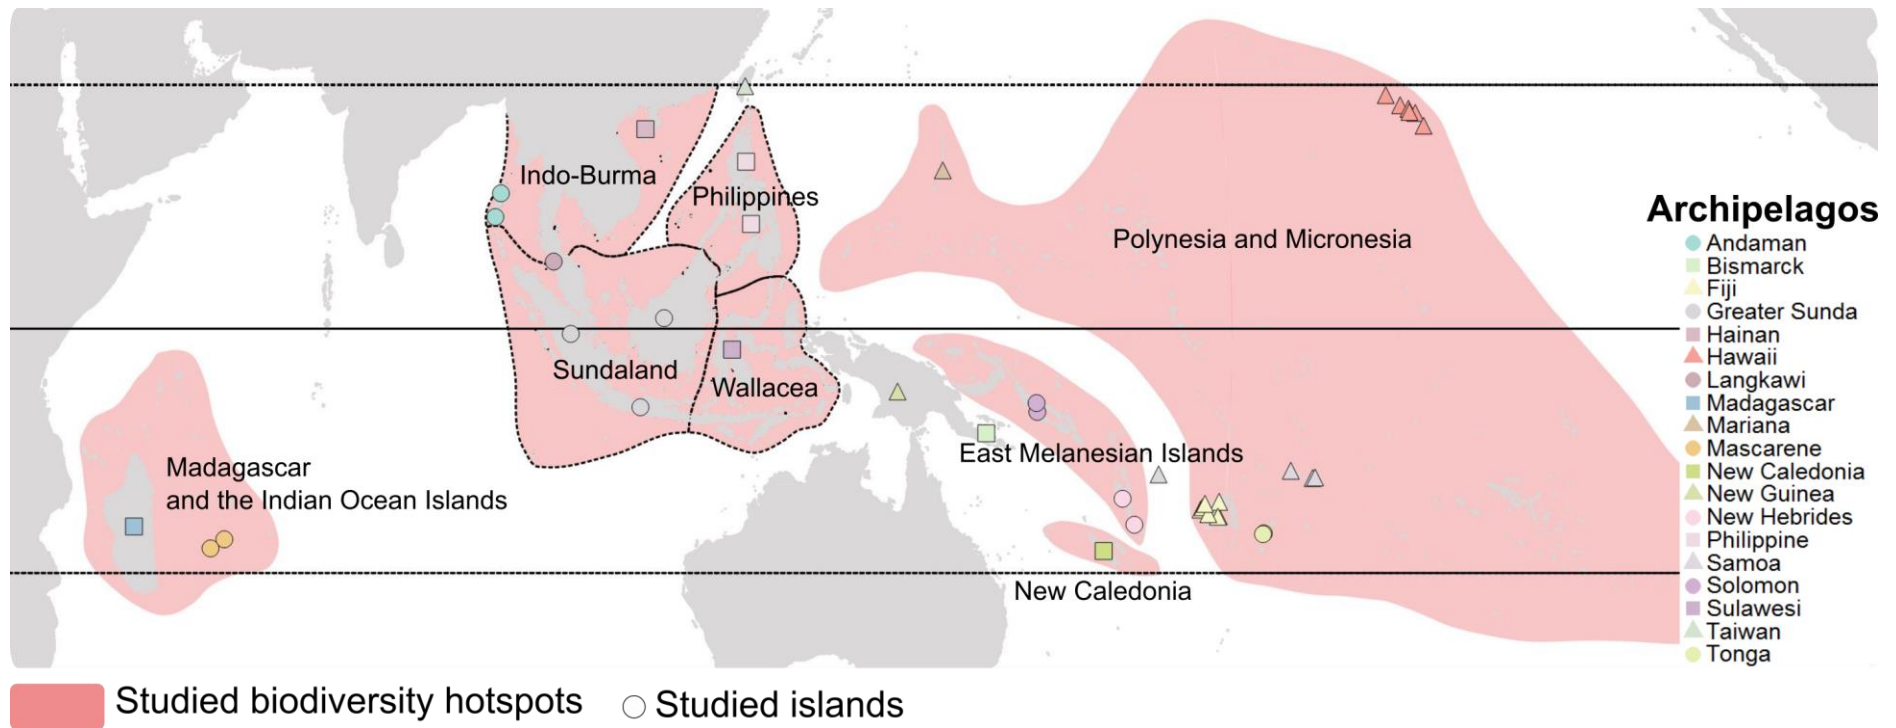 Indo-Burma
Philippines
Polynesia and Micronesia
Sundaland
Wallacea
East Melanesian Islands
Madagascar
and the Indian Ocean Islands
New Caledonia
Archipelagos
Andaman
Bismarck
Fiji
Greater Sunda
Hainan
Hawaii
Langkawi
Madagascar
Mariana
Mascarene
New Caledonia
New Guinea
New Hebrides
Philippine
Samoa
Solomon
Sulawesi
Taiwan
Tonga
Studied biodiversity hotspots
Studied islands